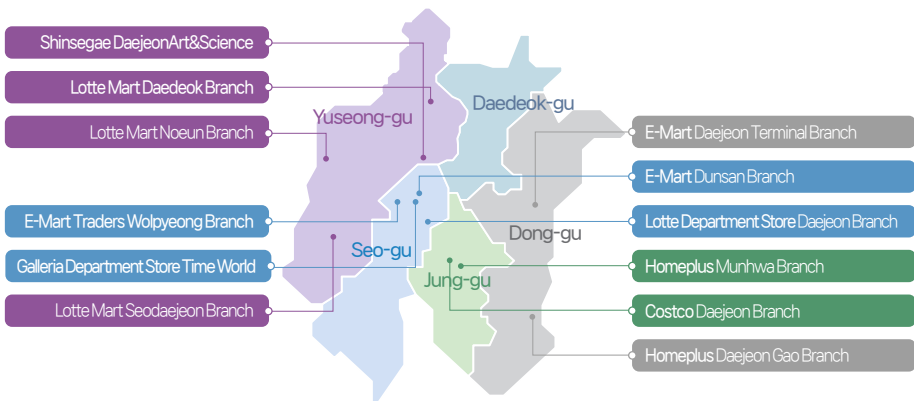 Shinsegae DaejeonArt&Science
Lotte Mart Daedeok Branch
Lotte Mart Noeun Branch
E-Mart Traders Wolpyeong Branch
Galleria Department Store Time World
Lotte Mart Seodaejeon Branch
Yuseong-gu
Daedeok-gu
Seo-gu
Dong-gu
Jung-gu
E-Mart Daejeon Terminal Branch
E-Mart Dunsan Branch
Lotte Department Store Daejeon Branch
Homeplus Munhwa Branch
Costco Daejeon Branch
Homeplus Daejeon Gao Branch